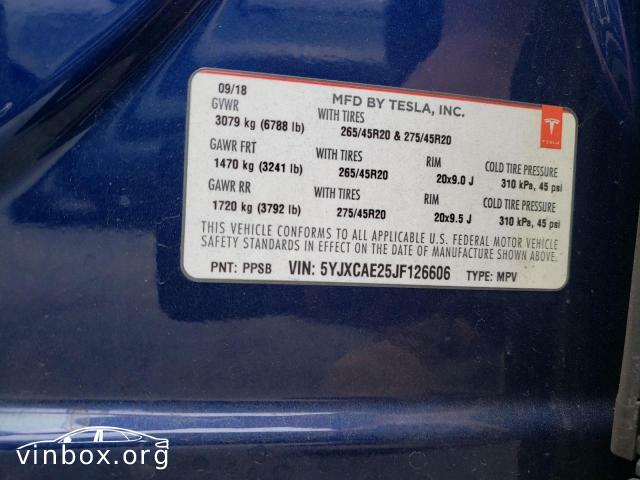 09/18 MFD BY TESLA, INC.
GVWR WITH TIRES
3079 kg (6788 lb) 265/45R20 & 275/45R20
TESLA
GAWR FRT WITH TIRES RIM COLD TIRE PRESSURE
1470 kg (3241 lb) 265/45R20 20x9.0 J 310 kPa, 45 psi
GAWR RR WITH TIRES RIM COLD TIRE PRESSURE
1720 kg (3792 lb) 275/45R20 20x9.5 J 310 kPa, 45 psi
THIS VEHICLE CONFORMS TO ALL APPLICABLE U.S. FEDERAL MOTOR VEHICLE
SAFETY STANDARDS IN EFFECT ON THE DATE OF MANUFACTURE SHOWN ABOVE.
PNT: PPSB VIN: 5YJXCAE25JF126606 TYPE: MPV
vinbox.org